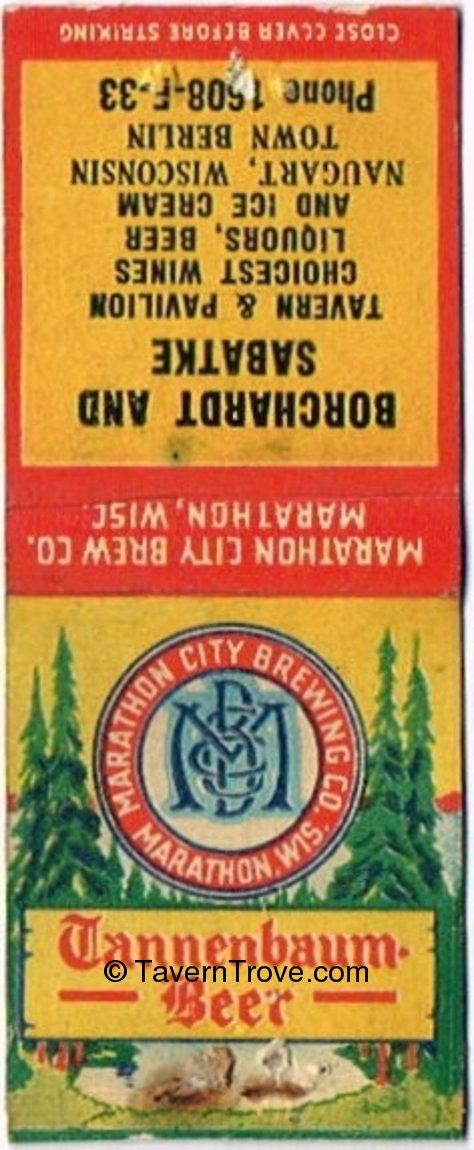 CLOSE COVER BEFORE STRIKING
BORCHARDT AND
SABATKE
TAVERN & PAVILION
CHOICEST WINES
LIQUORS, BEER
AND ICE CREAM
NAUGART, WISCONSIN
TOWN BERLIN
Phone 1608-F-33
MARATHON CITY BREW CO.
MARATHON, WISC.
MARATHON CITY BREWING CO.
MARATHON, WIS.
MCBC
Tannenbaum-
Beer
© TavernTrove.com